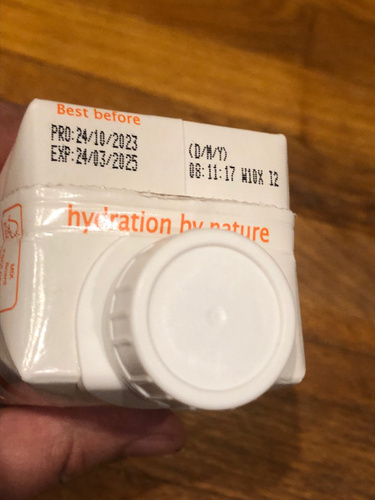 Best before
PRO:24/10/2023
EXP:24/03/2025
(D/M/Y)
08:11:17 W10X 12
hydration by nature